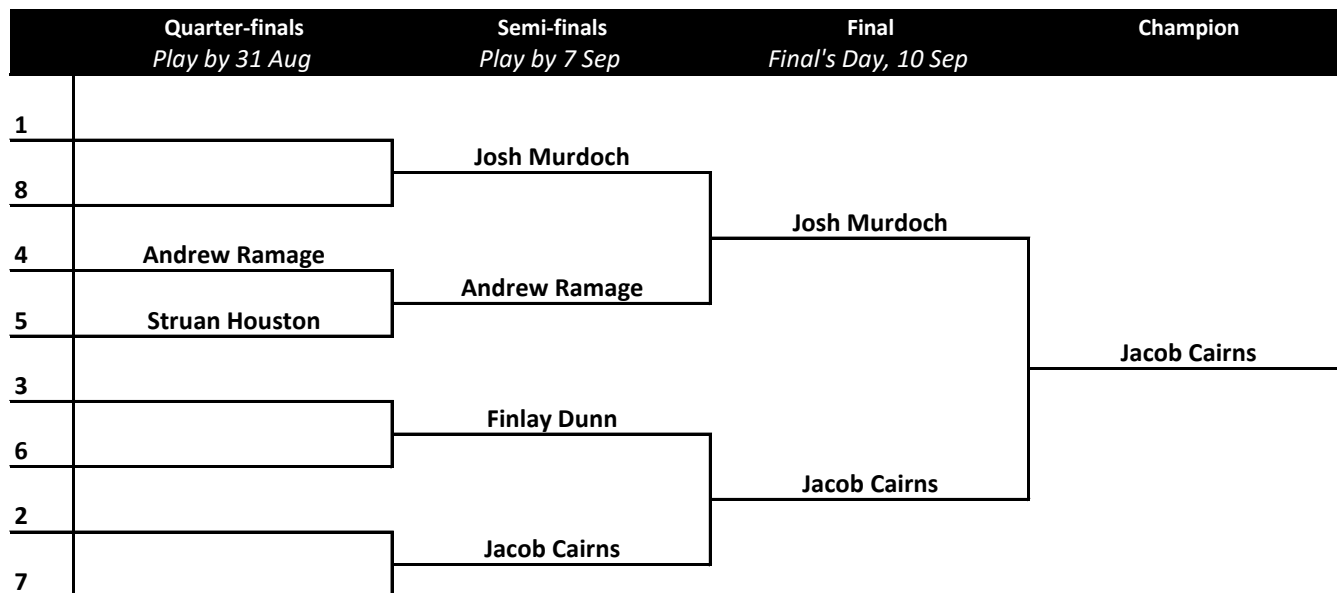 Quarter-finals Semi-finals Final Champion
Play by 31 Aug Play by 7 Sep Final's Day, 10 Sep
1
Josh Murdoch
8
Josh Murdoch
4 Andrew Ramage
Andrew Ramage
5 Struan Houston
Jacob Cairns
3
Finlay Dunn
6
Jacob Cairns
2
Jacob Cairns
7